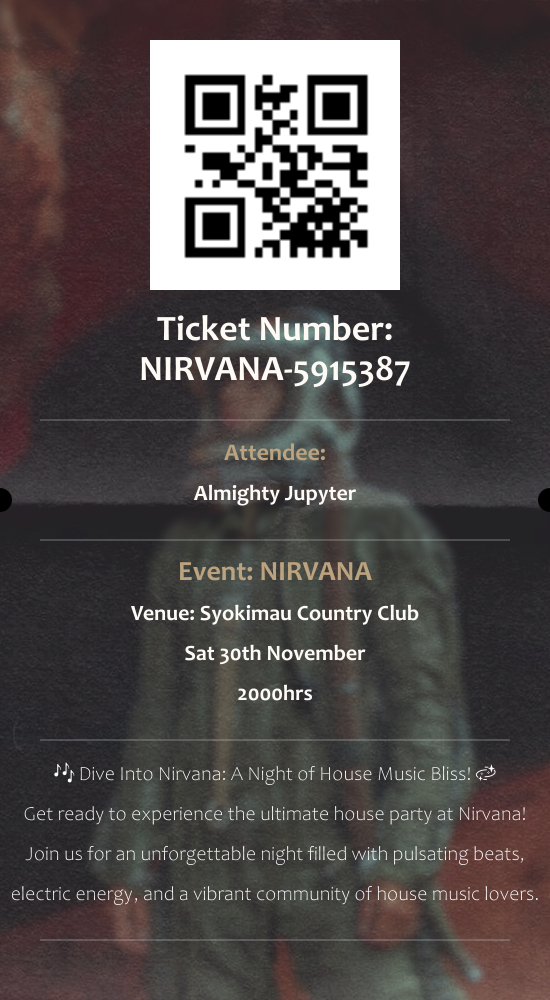 Ticket Number:
NIRVANA-5915387
Attendee:
Almighty Jupyter
Event: NIRVANA
Venue: Syokimau Country Club
Sat 30th November
2000hrs
🎶 Dive Into Nirvana: A Night of House Music Bliss! 💫
Get ready to experience the ultimate house party at Nirvana!
Join us for an unforgettable night filled with pulsating beats,
electric energy, and a vibrant community of house music lovers.